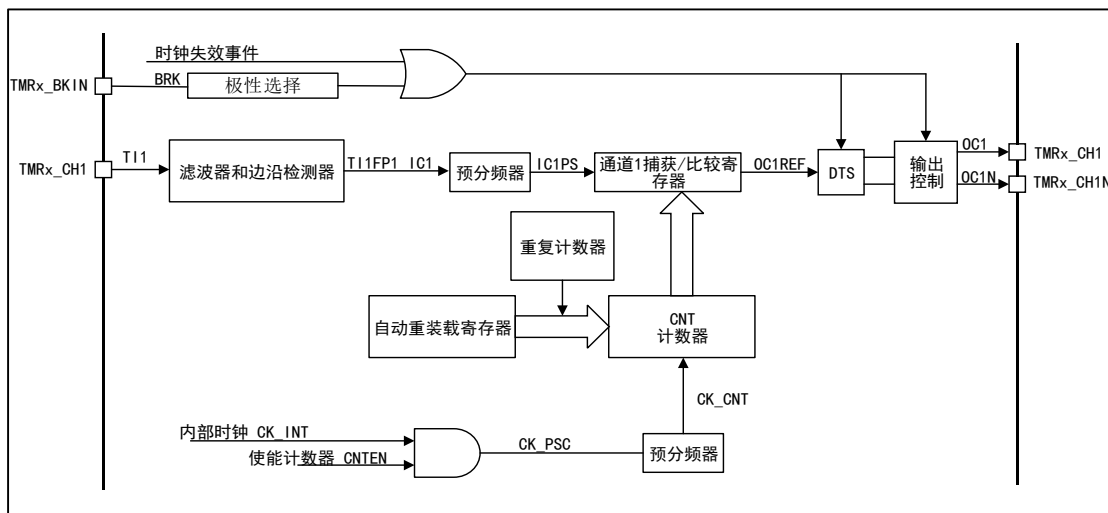 时钟失效事件
TMRx_BKIN
BRK
极性选择
TMRx_CH1
TI1
滤波器和边沿检测器
TI1FP1 IC1
预分频器
IC1PS
通道1捕获/比较寄存器
OC1REF
DTS
输出控制
OC1
TMRx_CH1
OC1N
TMRx_CH1N
重复计数器
自动重装载寄存器
CNT
计数器
CK_CNT
内部时钟 CK_INT
使能计数器 CNTEN
CK_PSC
预分频器